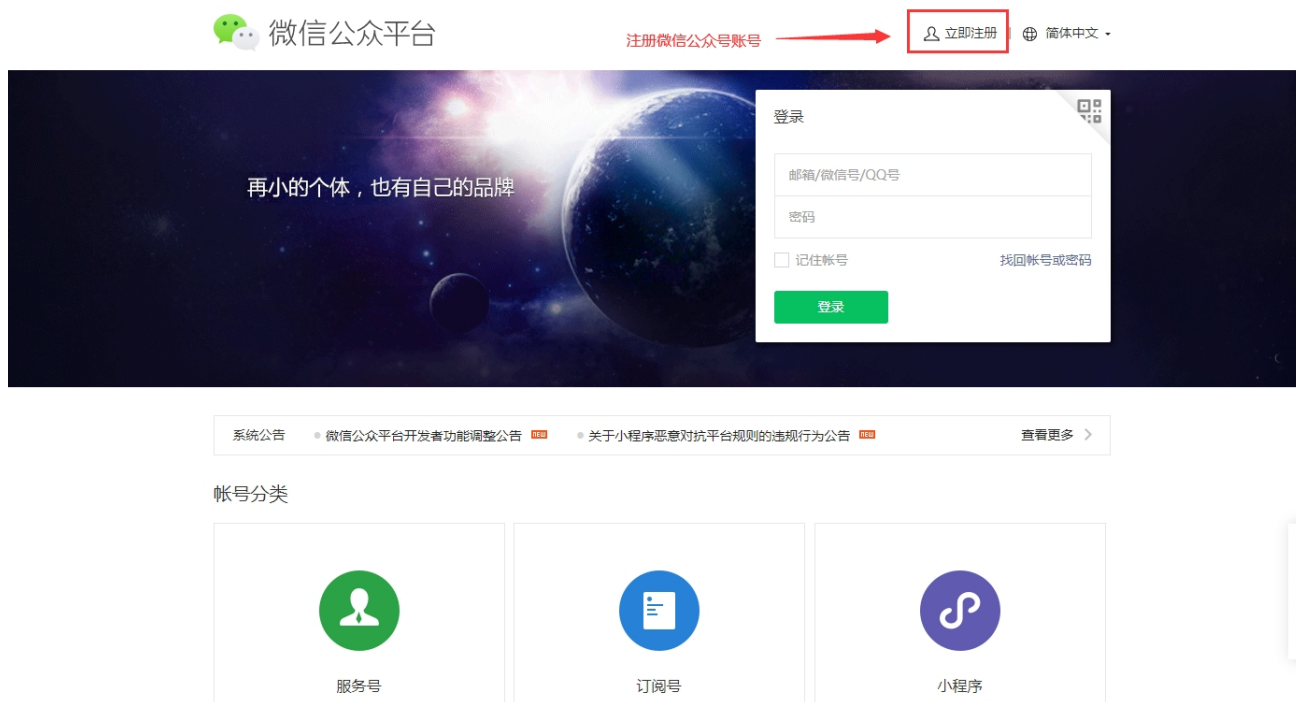 微信公众平台
注册微信公众号账号
立即注册
简体中文
再小的个体，也有自己的品牌
登录
邮箱/微信号/QQ号
密码
记住帐号 找回帐号或密码
登录
系统公告 微信公众平台开发者功能调整公告 NEW 关于小程序恶意对抗平台规则的违规行为公告 NEW 查看更多
帐号分类
服务号 订阅号 小程序